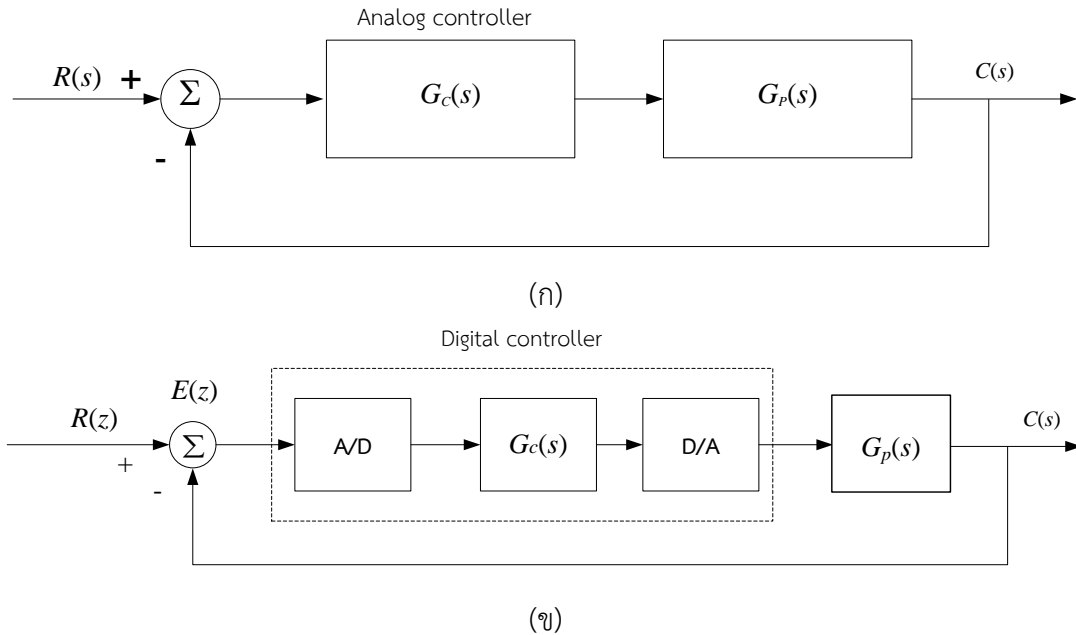 Analog controller
R(s) + Σ G_C(s) G_P(s) C(s)
-
(ก)
Digital controller
E(z)
R(z) Σ A/D G_c(s) D/A G_p(s) C(s)
+
-
(ข)